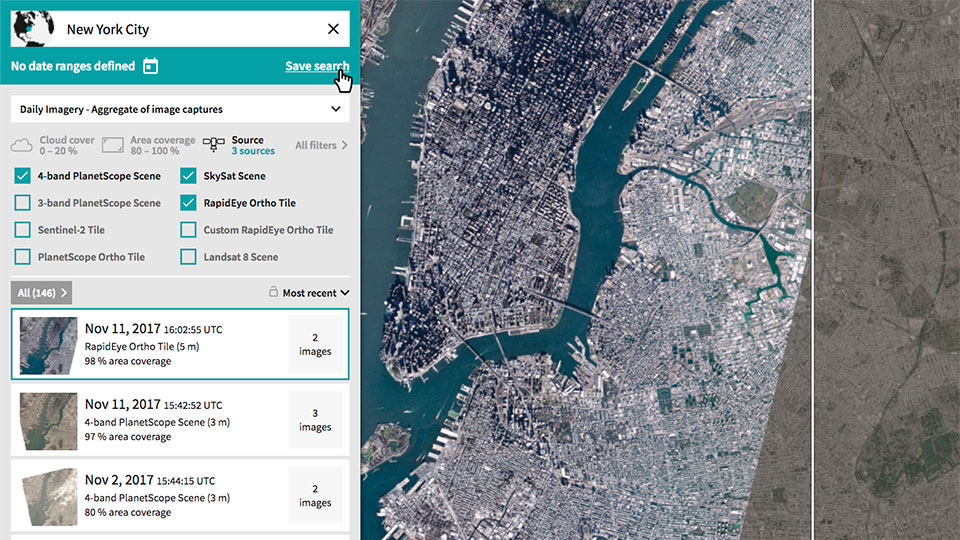 New York City
No date ranges defined
Save search
Daily Imagery - Aggregate of image captures
Cloud cover
0 – 20 %
Area coverage
80 – 100 %
Source
3 sources
All filters
4-band PlanetScope Scene
SkySat Scene
3-band PlanetScope Scene
RapidEye Ortho Tile
Sentinel-2 Tile
Custom RapidEye Ortho Tile
PlanetScope Ortho Tile
Landsat 8 Scene
All (146)
Most recent
Nov 11, 2017 16:02:55 UTC
RapidEye Ortho Tile (5 m)
98 % area coverage
2
images
Nov 11, 2017 15:42:52 UTC
4-band PlanetScope Scene (3 m)
97 % area coverage
3
images
Nov 2, 2017 15:44:15 UTC
4-band PlanetScope Scene (3 m)
80 % area coverage
2
images